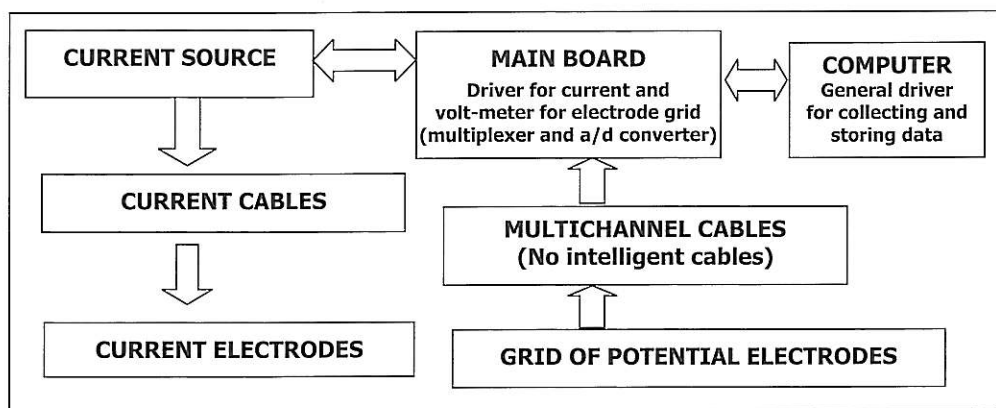 CURRENT SOURCE
MAIN BOARD
Driver for current and
volt-meter for electrode grid
(multiplexer and a/d converter)
COMPUTER
General driver
for collecting and
storing data
CURRENT CABLES
MULTICHANNEL CABLES
(No intelligent cables)
CURRENT ELECTRODES
GRID OF POTENTIAL ELECTRODES